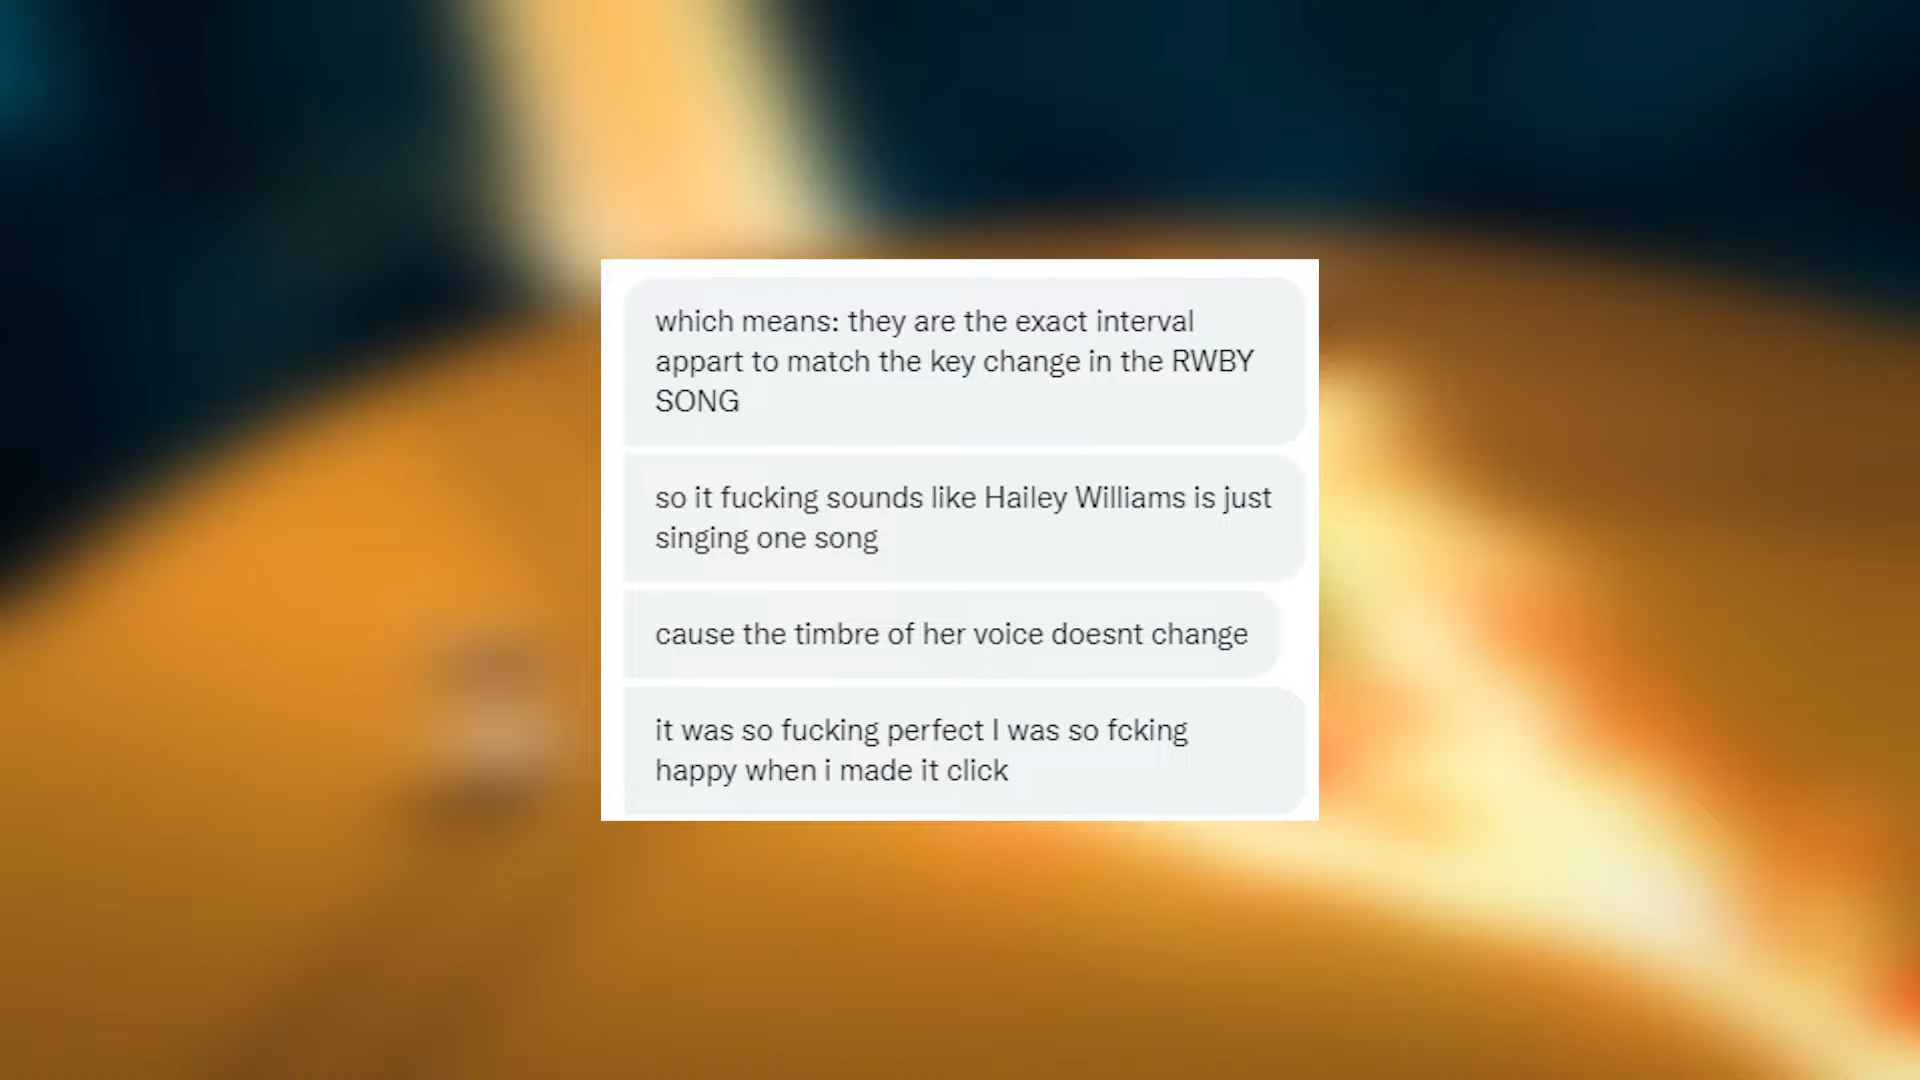 which means: they are the exact interval
appart to match the key change in the RWBY
SONG
so it fucking sounds like Hailey Williams is just
singing one song
cause the timbre of her voice doesnt change
it was so fucking perfect I was so fcking
happy when i made it click